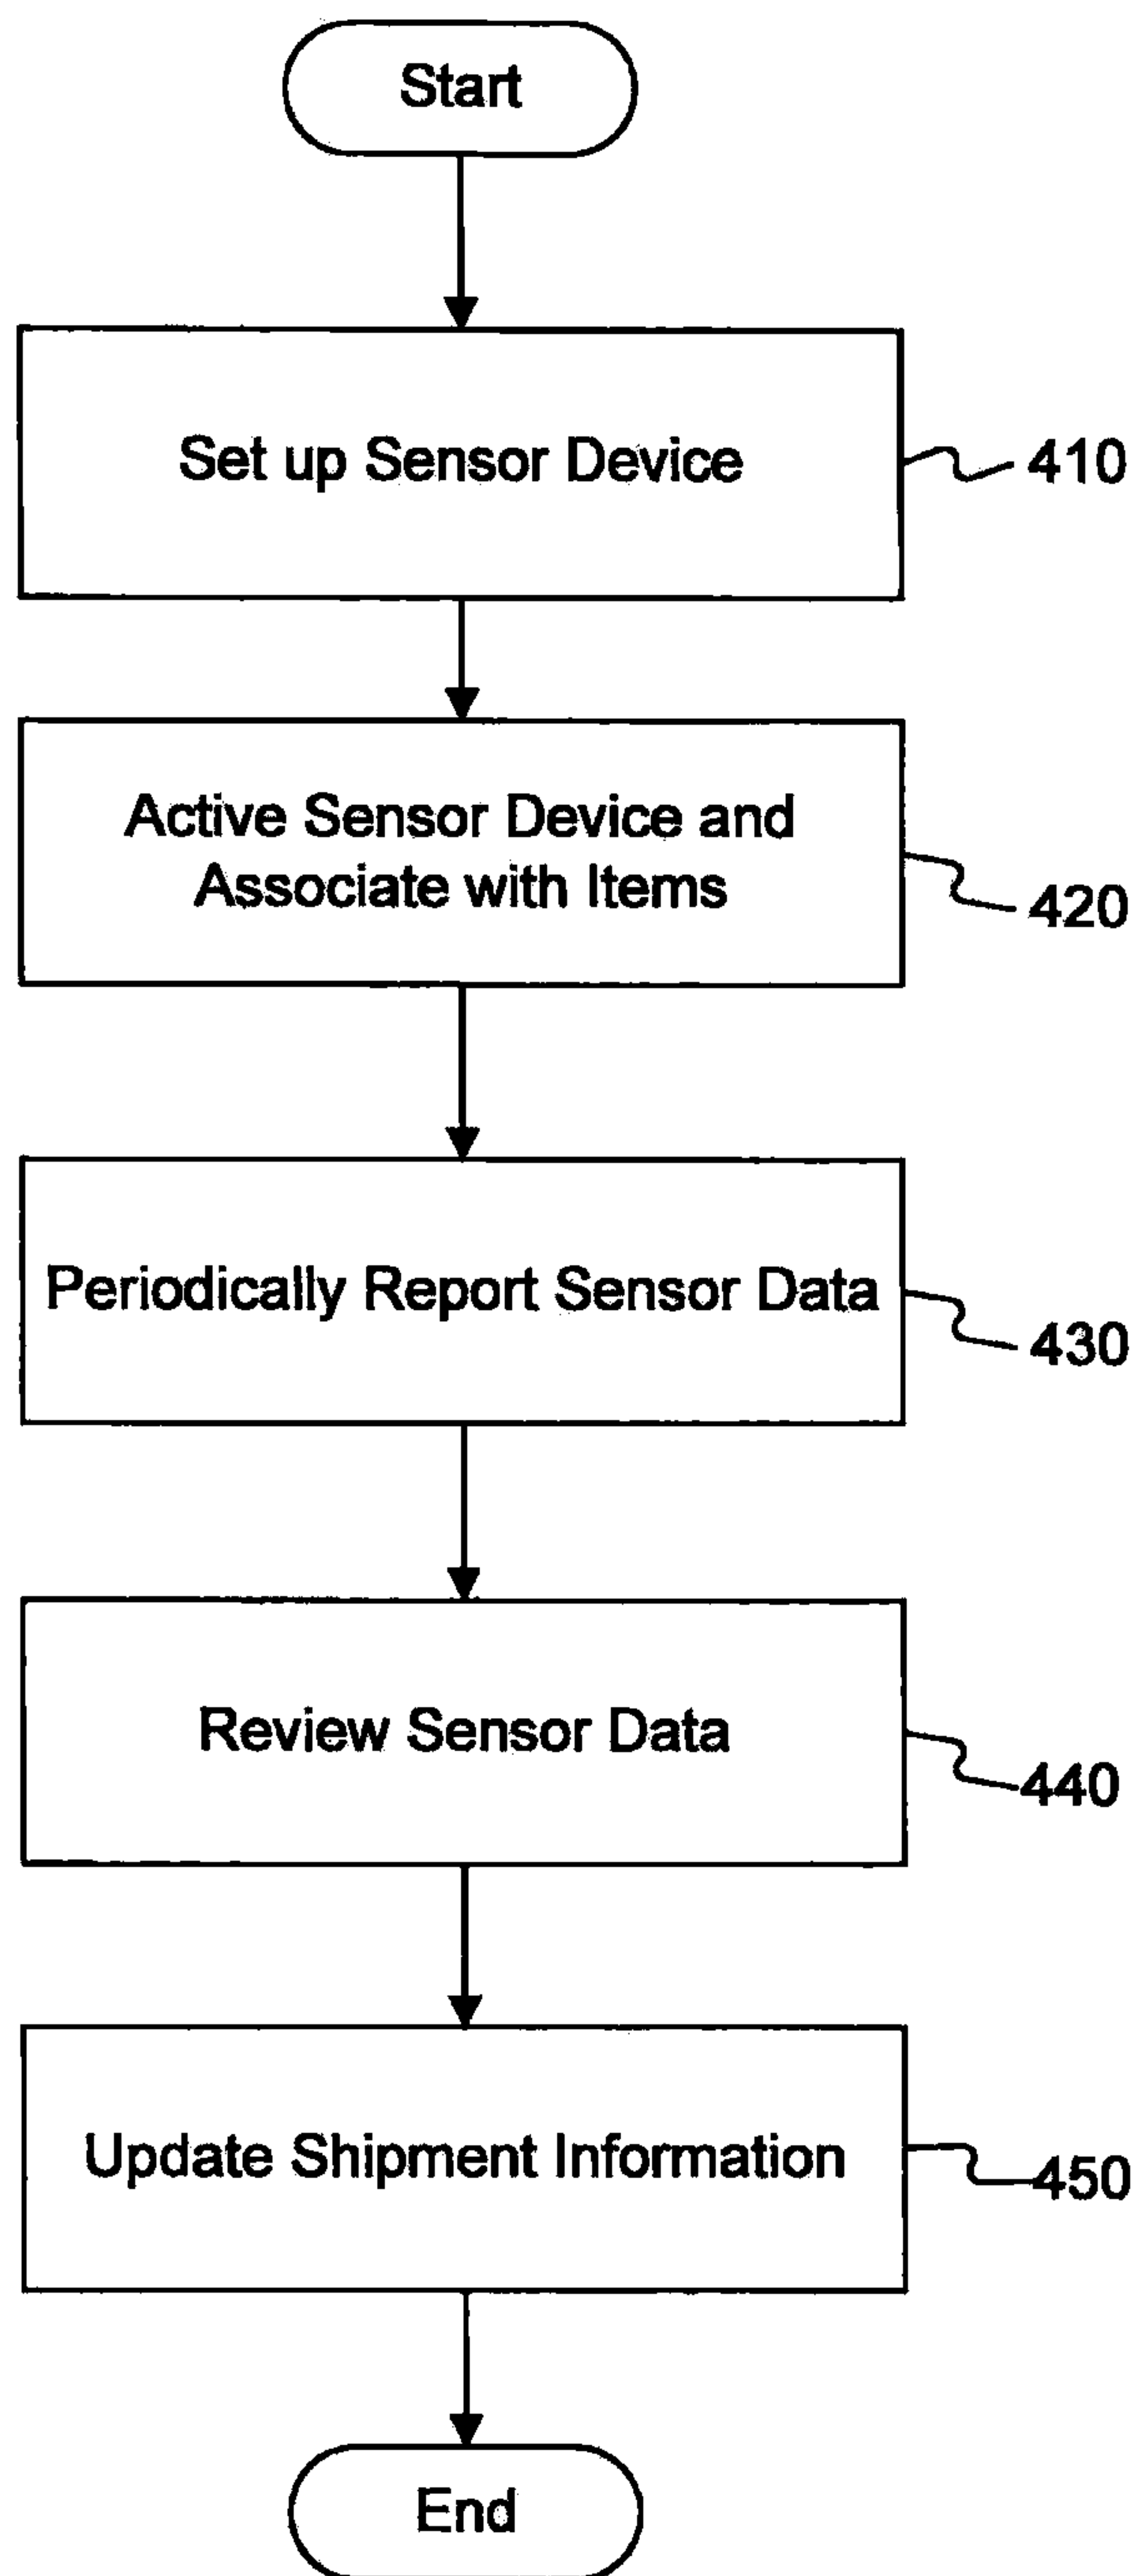 Start
Set up Sensor Device
410
Active Sensor Device and
Associate with Items
420
Periodically Report Sensor Data
430
Review Sensor Data
440
Update Shipment Information
450
End